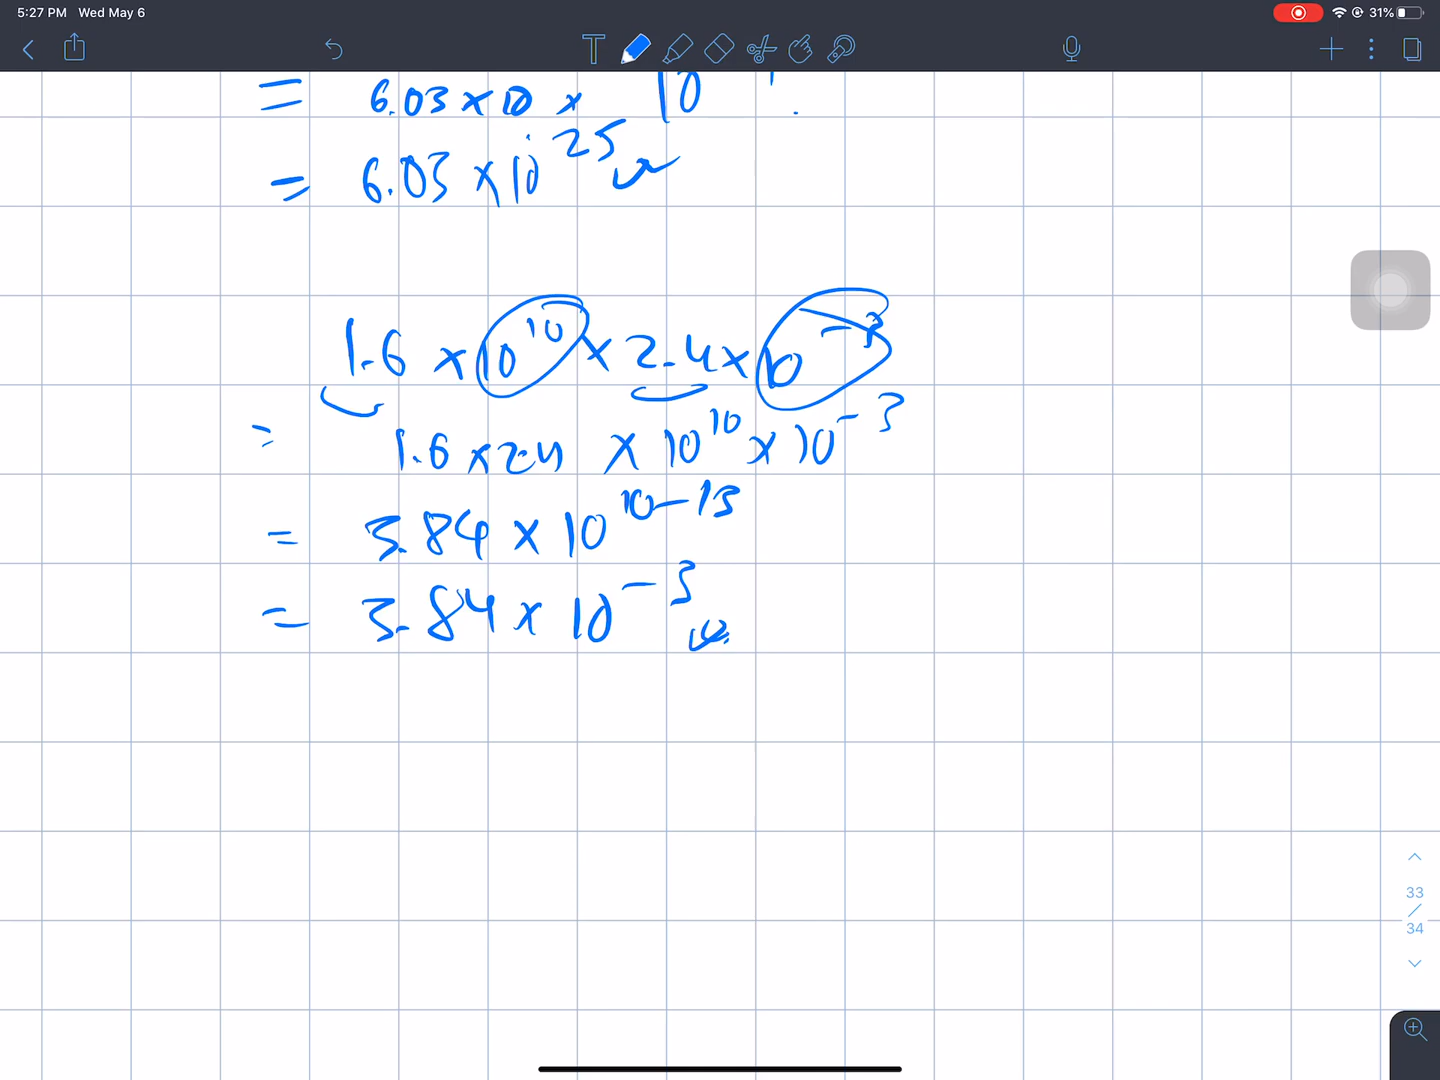 5:27 PM Wed May 6 31%
= 6.03 × 10 × 10
= 6.03 × 10^25
1.6 × 10^10 × 2.4 × 10^-3
= 1.6 × 2.4 × 10^10 × 10^-3
= 3.84 × 10^10-13
= 3.84 × 10^-3
33
/
34